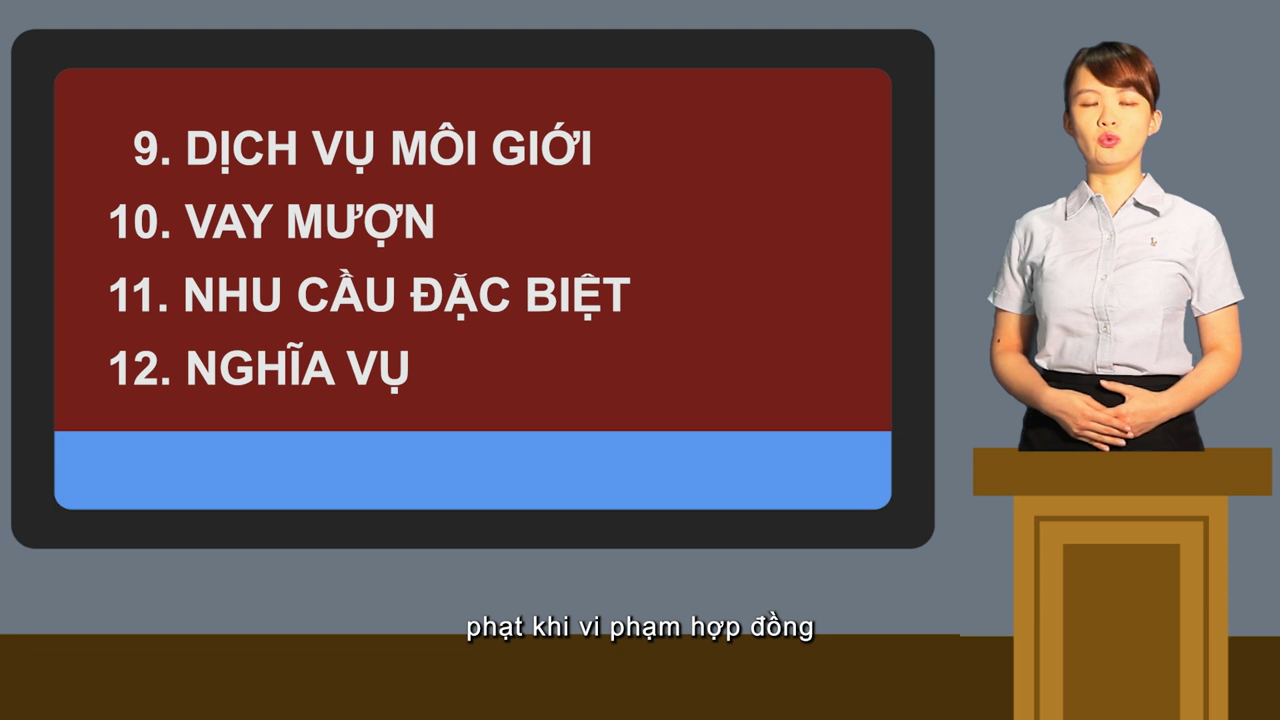 9. DỊCH VỤ MÔI GIỚI
10. VAY MƯỢN
11. NHU CẦU ĐẶC BIỆT
12. NGHĨA VỤ
phạt khi vi phạm hợp đồng